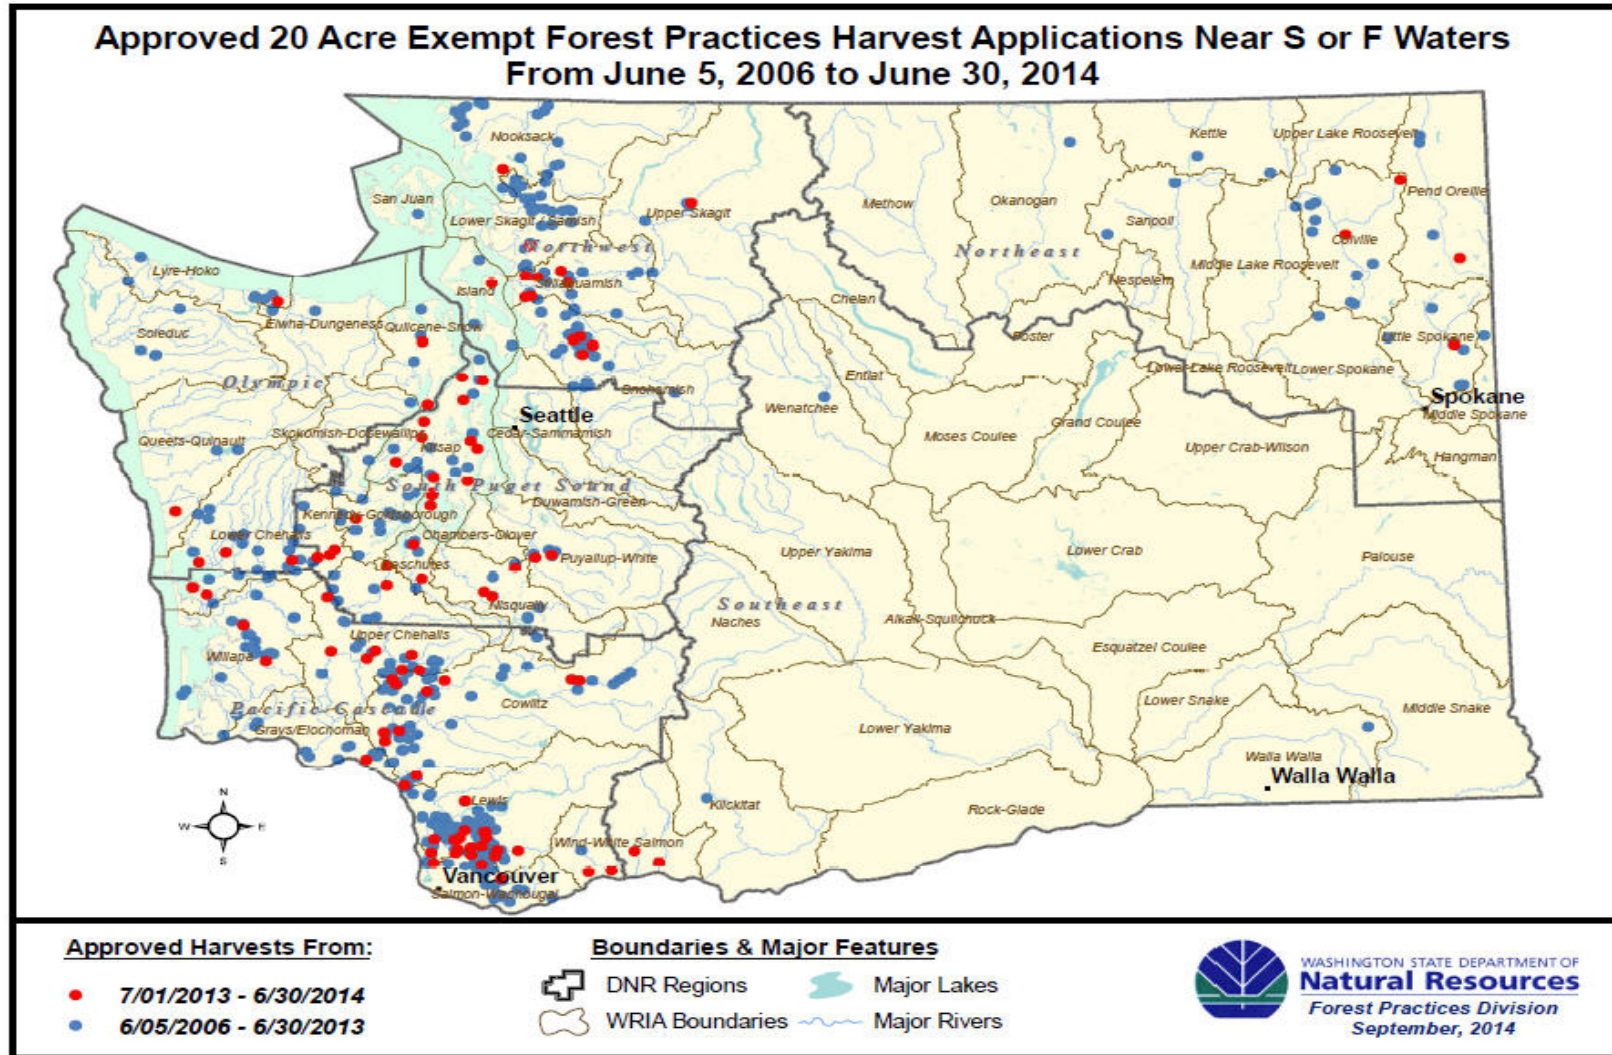 Approved 20 Acre Exempt Forest Practices Harvest Applications Near S or F Waters
From June 5, 2006 to June 30, 2014
Nooksack
Kettle
Upper Lake Roosevelt
San Juan
Lower Skagit / Samish
Upper Skagit
Methow
Okanogan
Sanpoil
Pend Oreille
Northwest
Northeast
Colville
Lyre-Hoko
Island
Stillaguamish
Middle Lake Roosevelt
Nespelem
Chelan
Soleduc
Elwha-Dungeness
Quilcene-Snow
Foster
Little Spokane
Olympic
Entiat
Lower Lake Roosevelt
Lower Spokane
Snohomish
Wenatchee
Spokane
Middle Spokane
Seattle
Cedar-Sammamish
Queets-Quinault
Skokomish-Dosewallips
Kitsap
Moses Coulee
Grand Coulee
Upper Crab-Wilson
Hangman
South Puget Sound
Duwamish-Green
Kennedy-Goldsborough
Lower Chehalis
Chambers-Clover
Puyallup-White
Upper Yakima
Lower Crab
Palouse
Deschutes
Nisqually
Southeast
Naches
Alkali-Squilchuck
Upper Chehalis
Esquatzel Coulee
Willapa
Pacific Cascade
Cowlitz
Lower Snake
Middle Snake
Grays/Elochoman
Lower Yakima
Walla Walla
Walla Walla
Lewis
Klickitat
Rock-Glade
Wind-White Salmon
Vancouver
Salmon-Washougal
N
W
E
S
Approved Harvests From:
7/01/2013 - 6/30/2014
6/05/2006 - 6/30/2013
Boundaries & Major Features
DNR Regions
Major Lakes
WRIA Boundaries
Major Rivers
WASHINGTON STATE DEPARTMENT OF
Natural Resources
Forest Practices Division
September, 2014